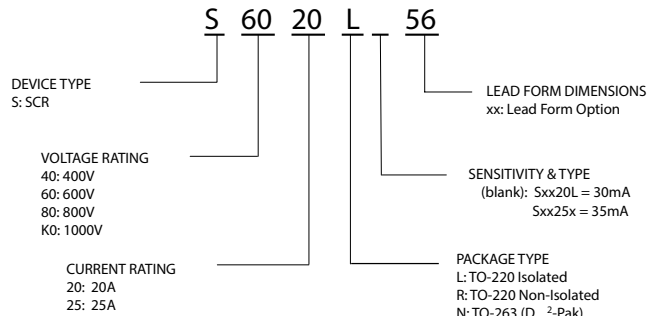 S 60 20 L _ 56
DEVICE TYPE
S: SCR
LEAD FORM DIMENSIONS
xx: Lead Form Option
VOLTAGE RATING
40: 400V
60: 600V
80: 800V
K0: 1000V
SENSITIVITY & TYPE
(blank): Sxx20L = 30mA
Sxx25x = 35mA
CURRENT RATING
20: 20A
25: 25A
PACKAGE TYPE
L: TO-220 Isolated
R: TO-220 Non-Isolated
N: TO-263 (D ²-Pak)